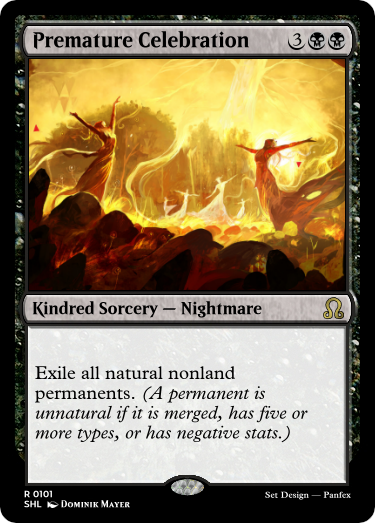 Premature Celebration 3
Kindred Sorcery — Nightmare
Exile all natural nonland
permanents. (A permanent is
unnatural if it is merged, has five or
more types, or has negative stats.)
R 0101
SHL Dominik Mayer
Set Design — Panfex